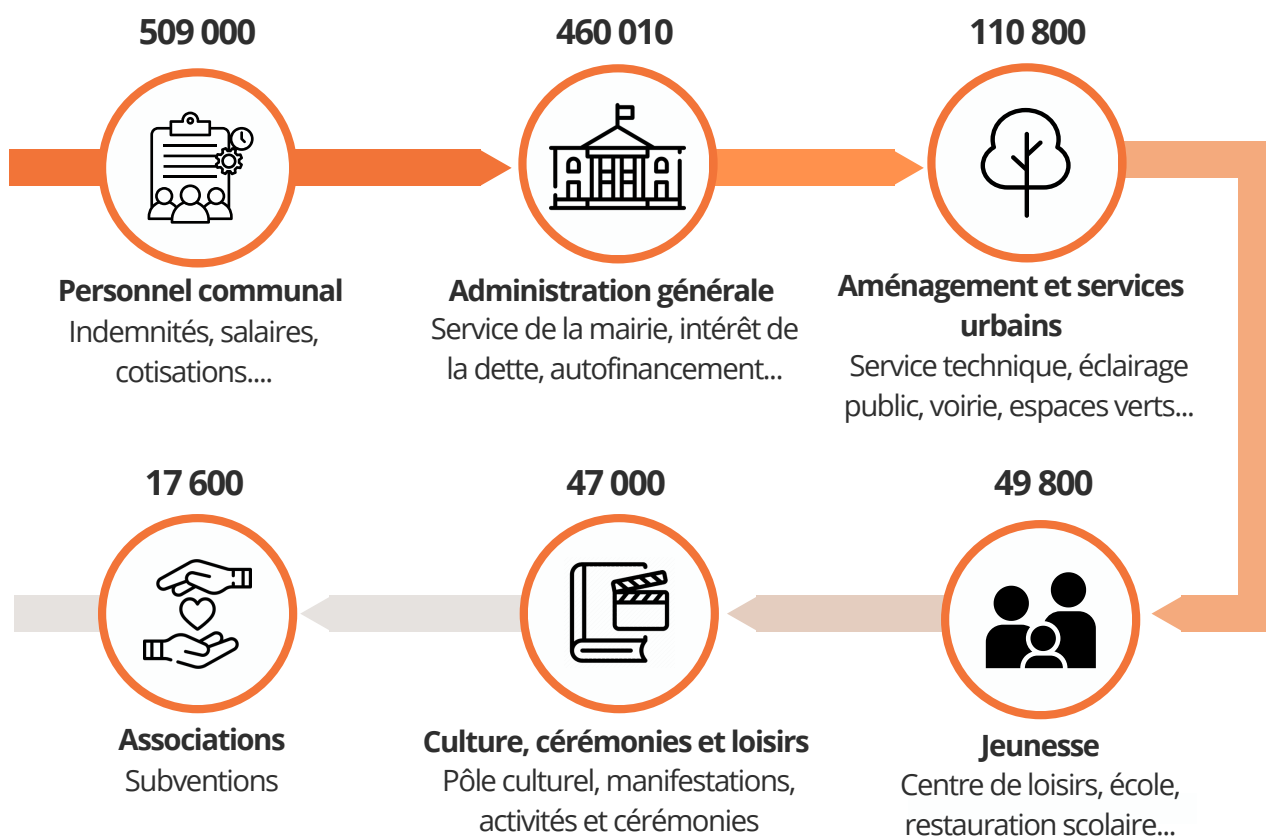 509 000
Personnel communal
Indemnités, salaires,
cotisations....
460 010
Administration générale
Service de la mairie, intérêt de
la dette, autofinancement...
110 800
Aménagement et services
urbains
Service technique, éclairage
public, voirie, espaces verts...
49 800
Jeunesse
Centre de loisirs, école,
restauration scolaire...
47 000
Culture, cérémonies et loisirs
Pôle culturel, manifestations,
activités et cérémonies
17 600
Associations
Subventions